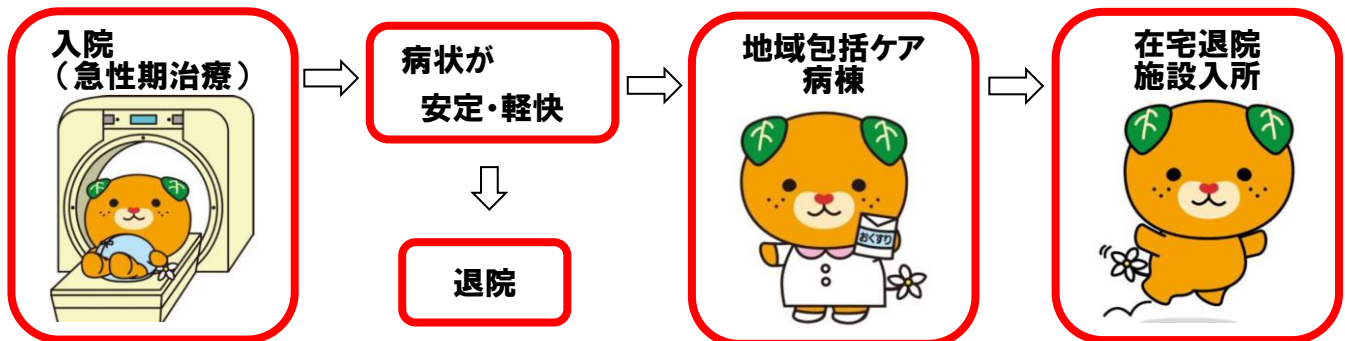 入院
（急性期治療）
病状が
安定・軽快
退院
地域包括ケア
病棟
おくすり
在宅退院
施設入所